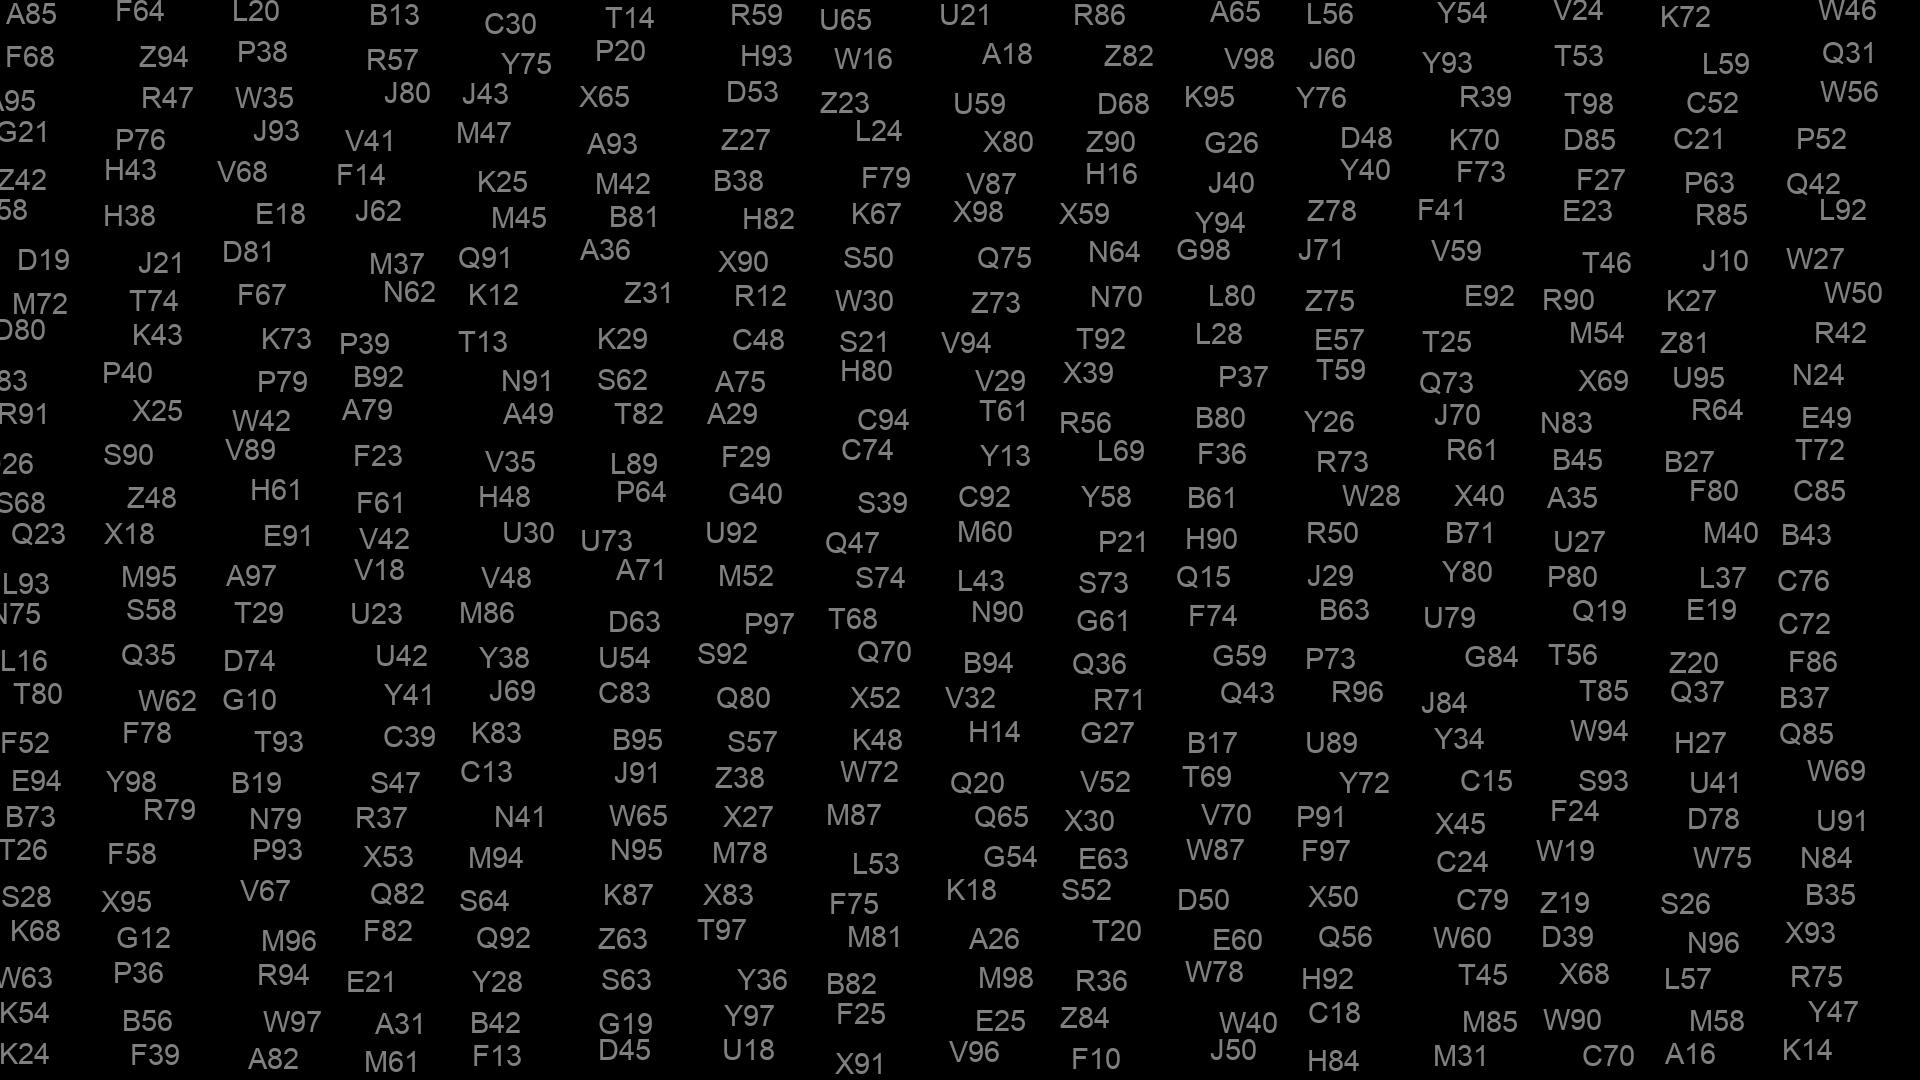 A85 F64 L20 B13 C30 T14 R59 U65 U21 R86 A65 L56 Y54 V24 K72 W46
F68 Z94 P38 R57 Y75 P20 H93 W16 A18 Z82 V98 J60 Y93 T53 L59 Q31
A95 R47 W35 J80 J43 X65 D53 Z23 U59 D68 K95 Y76 R39 T98 C52 W56
G21 P76 J93 V41 M47 A93 Z27 L24 X80 Z90 G26 D48 K70 D85 C21 P52
Z42 H43 V68 F14 K25 M42 B38 F79 V87 H16 J40 Y40 F73 F27 P63 Q42
58 H38 E18 J62 M45 B81 H82 K67 X98 X59 Y94 Z78 F41 E23 R85 L92
D19 J21 D81 M37 Q91 A36 X90 S50 Q75 N64 G98 J71 V59 T46 J10 W27
M72 T74 F67 N62 K12 Z31 R12 W30 Z73 N70 L80 Z75 E92 R90 K27 W50
D80 K43 K73 P39 T13 K29 C48 S21 V94 T92 L28 E57 T25 M54 Z81 R42
83 P40 P79 B92 N91 S62 A75 H80 V29 X39 P37 T59 Q73 X69 U95 N24
R91 X25 W42 A79 A49 T82 A29 C94 T61 R56 B80 Y26 J70 N83 R64 E49
26 S90 V89 F23 V35 L89 F29 C74 Y13 L69 F36 R73 R61 B45 B27 T72
S68 Z48 H61 F61 H48 P64 G40 S39 C92 Y58 B61 W28 X40 A35 F80 C85
Q23 X18 E91 V42 U30 U73 U92 Q47 M60 P21 H90 R50 B71 U27 M40 B43
L93 M95 A97 V18 V48 A71 M52 S74 L43 S73 Q15 J29 Y80 P80 L37 C76
N75 S58 T29 U23 M86 D63 P97 T68 N90 G61 F74 B63 U79 Q19 E19 C72
L16 Q35 D74 U42 Y38 U54 S92 Q70 B94 Q36 G59 P73 G84 T56 Z20 F86
T80 W62 G10 Y41 J69 C83 Q80 X52 V32 R71 Q43 R96 J84 T85 Q37 B37
F52 F78 T93 C39 K83 B95 S57 K48 H14 G27 B17 U89 Y34 W94 H27 Q85
E94 Y98 B19 S47 C13 J91 Z38 W72 Q20 V52 T69 Y72 C15 S93 U41 W69
B73 R79 N79 R37 N41 W65 X27 M87 Q65 X30 V70 P91 X45 F24 D78 U91
T26 F58 P93 X53 M94 N95 M78 L53 G54 E63 W87 F97 C24 W19 W75 N84
S28 X95 V67 Q82 S64 K87 X83 F75 K18 S52 D50 X50 C79 Z19 S26 B35
K68 G12 M96 F82 Q92 Z63 T97 M81 A26 T20 E60 Q56 W60 D39 N96 X93
W63 P36 R94 E21 Y28 S63 Y36 B82 M98 R36 W78 H92 T45 X68 L57 R75
K54 B56 W97 A31 B42 G19 Y97 F25 E25 Z84 W40 C18 M85 W90 M58 Y47
K24 F39 A82 M61 F13 D45 U18 X91 V96 F10 J50 H84 M31 C70 A16 K14